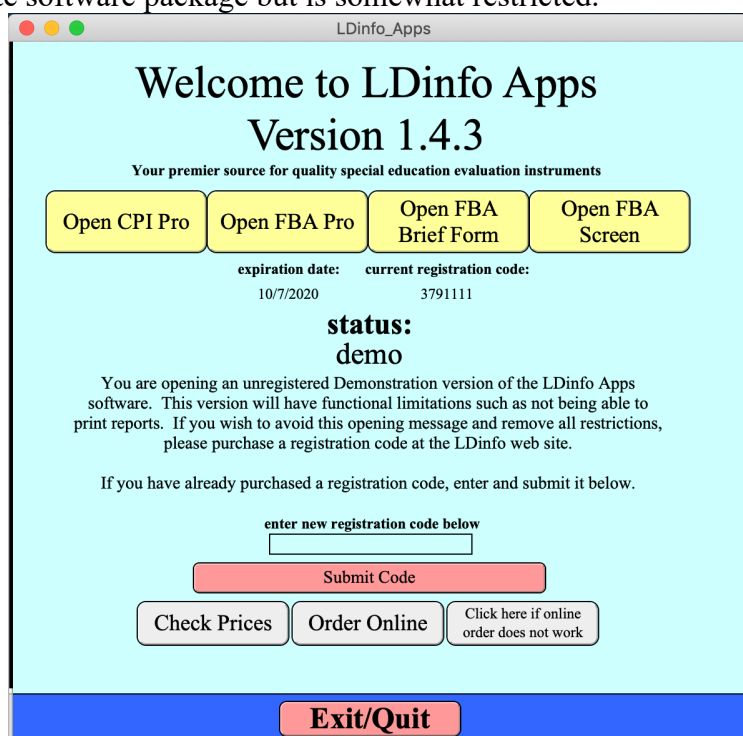 software package but is somewhat restricted.
LDinfo_Apps
Welcome to LDinfo Apps
Version 1.4.3
Your premier source for quality special education evaluation instruments
Open CPI Pro
Open FBA Pro
Open FBA
Brief Form
Open FBA
Screen
expiration date: current registration code:
10/7/2020 3791111
status:
demo
You are opening an unregistered Demonstration version of the LDinfo Apps
software. This version will have functional limitations such as not being able to
print reports. If you wish to avoid this opening message and remove all restrictions,
please purchase a registration code at the LDinfo web site.
If you have already purchased a registration code, enter and submit it below.
enter new registration code below
Submit Code
Check Prices
Order Online
Click here if online
order does not work
Exit/Quit